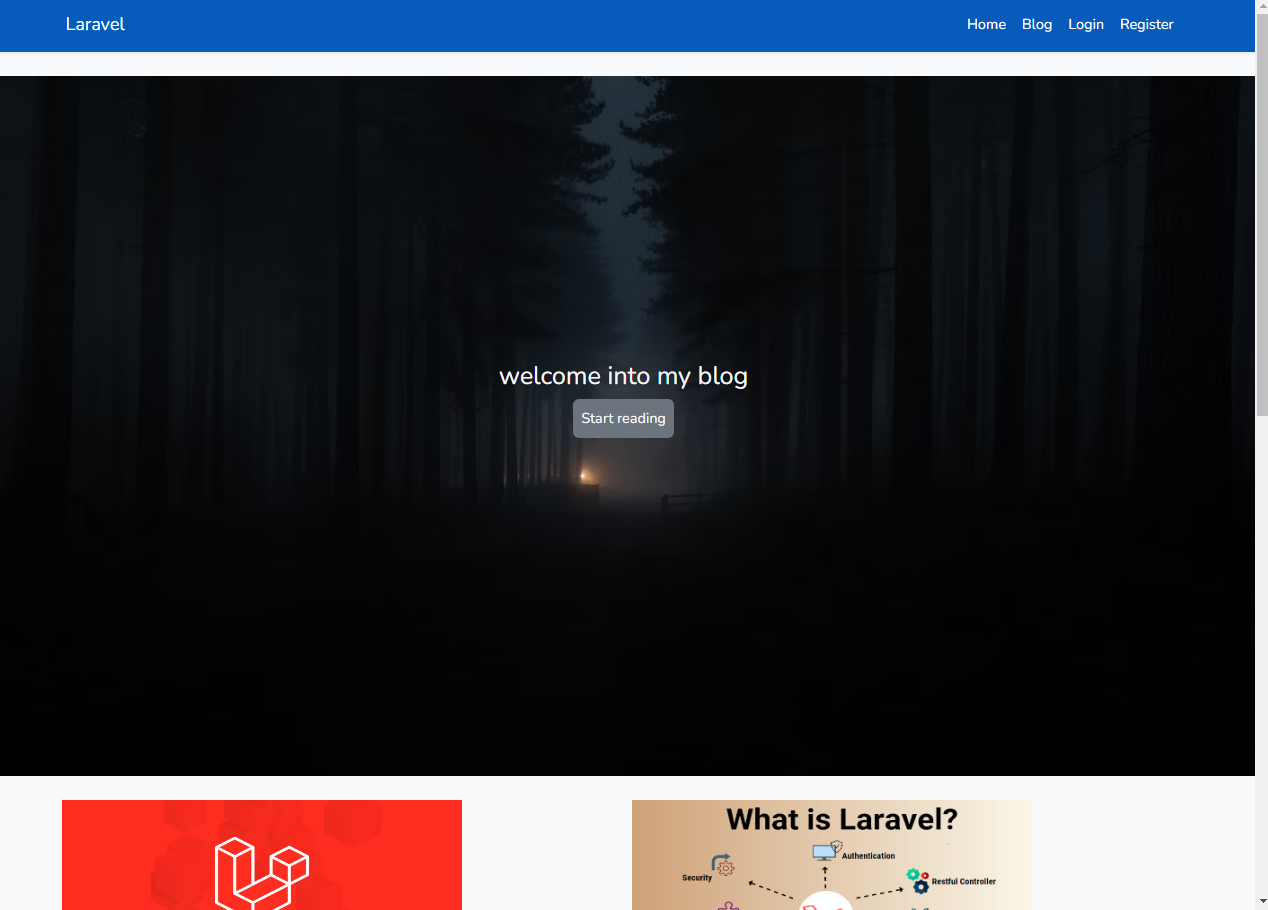 Laravel
Home Blog Login Register
welcome into my blog
Start reading
What is Laravel?
Authentication
Security
Restful Controller